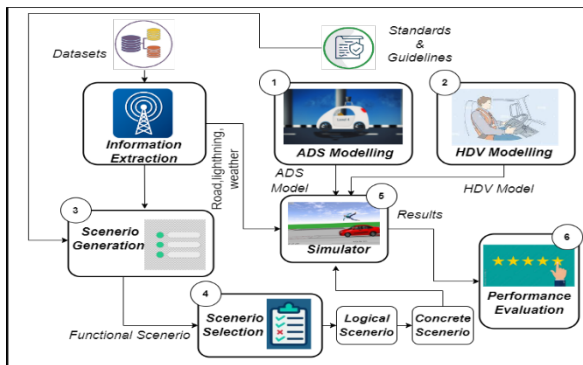 Datasets
Standards
&
Guidelines
Information
Extraction
1
ADS Modelling
2
HDV Modelling
Road,lighthning,
weather
ADS
Model
HDV Model
3
Scenerio
Generation
5
Simulator
Results
6
Performance
Evaluation
Functional Scenerio
4
Scenerio
Selection
Logical
Scenerio
Concrete
Scenerio